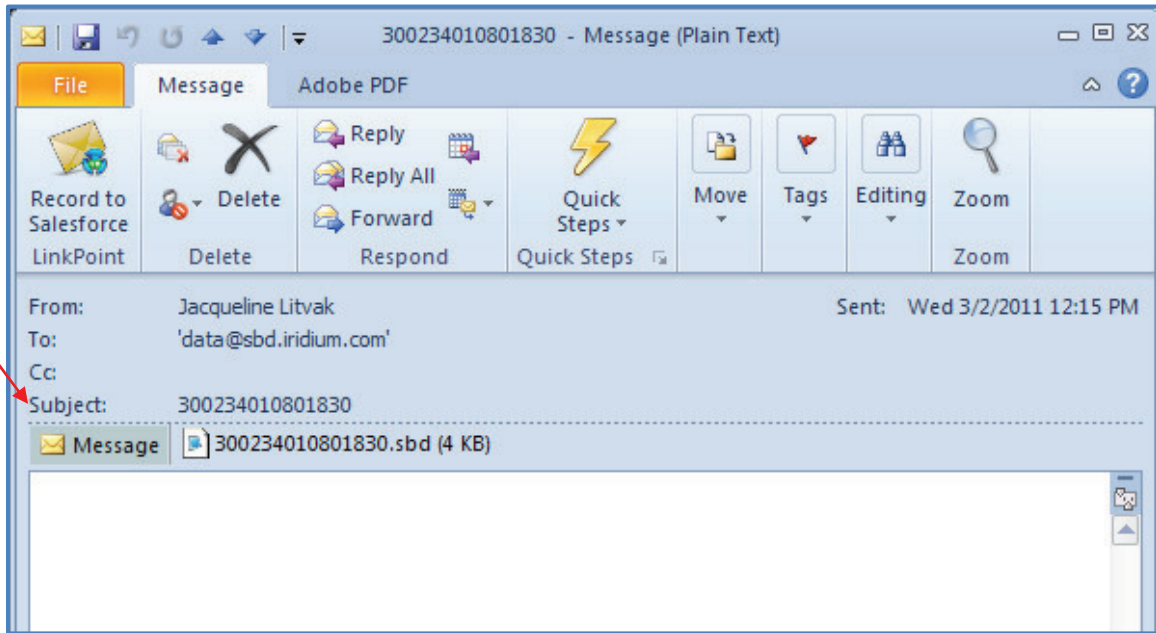 300234010801830 - Message (Plain Text)
File Message Adobe PDF
Record to Salesforce
LinkPoint
Delete
Delete
Reply
Reply All
Forward
Respond
Quick Steps
Quick Steps
Move
Tags
Editing
Zoom
Zoom
From: Jacqueline Litvak Sent: Wed 3/2/2011 12:15 PM
To: 'data@sbd.iridium.com'
Cc:
Subject: 300234010801830
Message 300234010801830.sbd (4 KB)